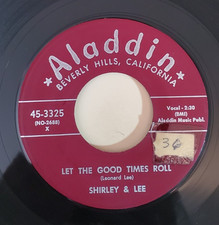 Aladdin
BEVERLY HILLS, CALIFORNIA
45-3325
(NO-2688)
X
Vocal - 2:20
(BMI)
Aladdin Music Publ.
36
LET THE GOOD TIMES ROLL
(Leonard Lee)
SHIRLEY & LEE